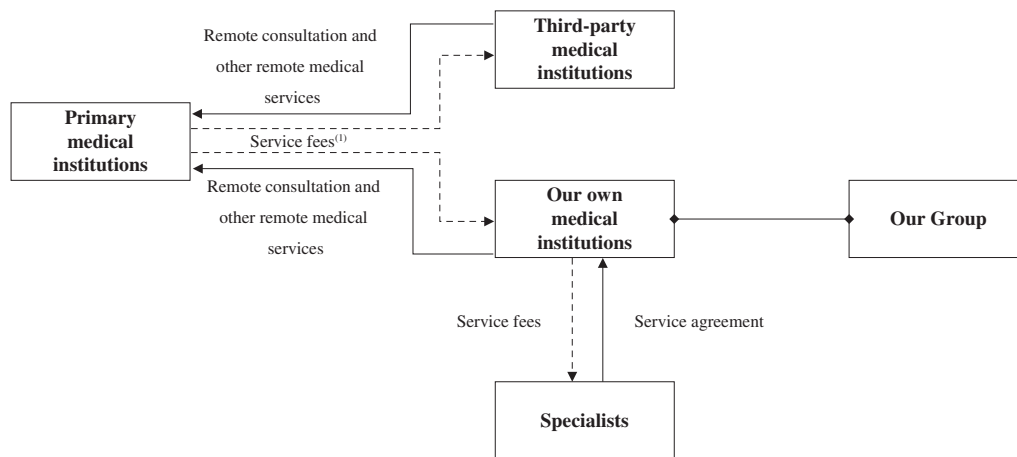 Remote consultation and
other remote medical
services
Third-party
medical
institutions
Primary
medical
institutions
Service fees(1)
Remote consultation and
other remote medical
services
Our own
medical
institutions
Our Group
Service fees
Service agreement
Specialists